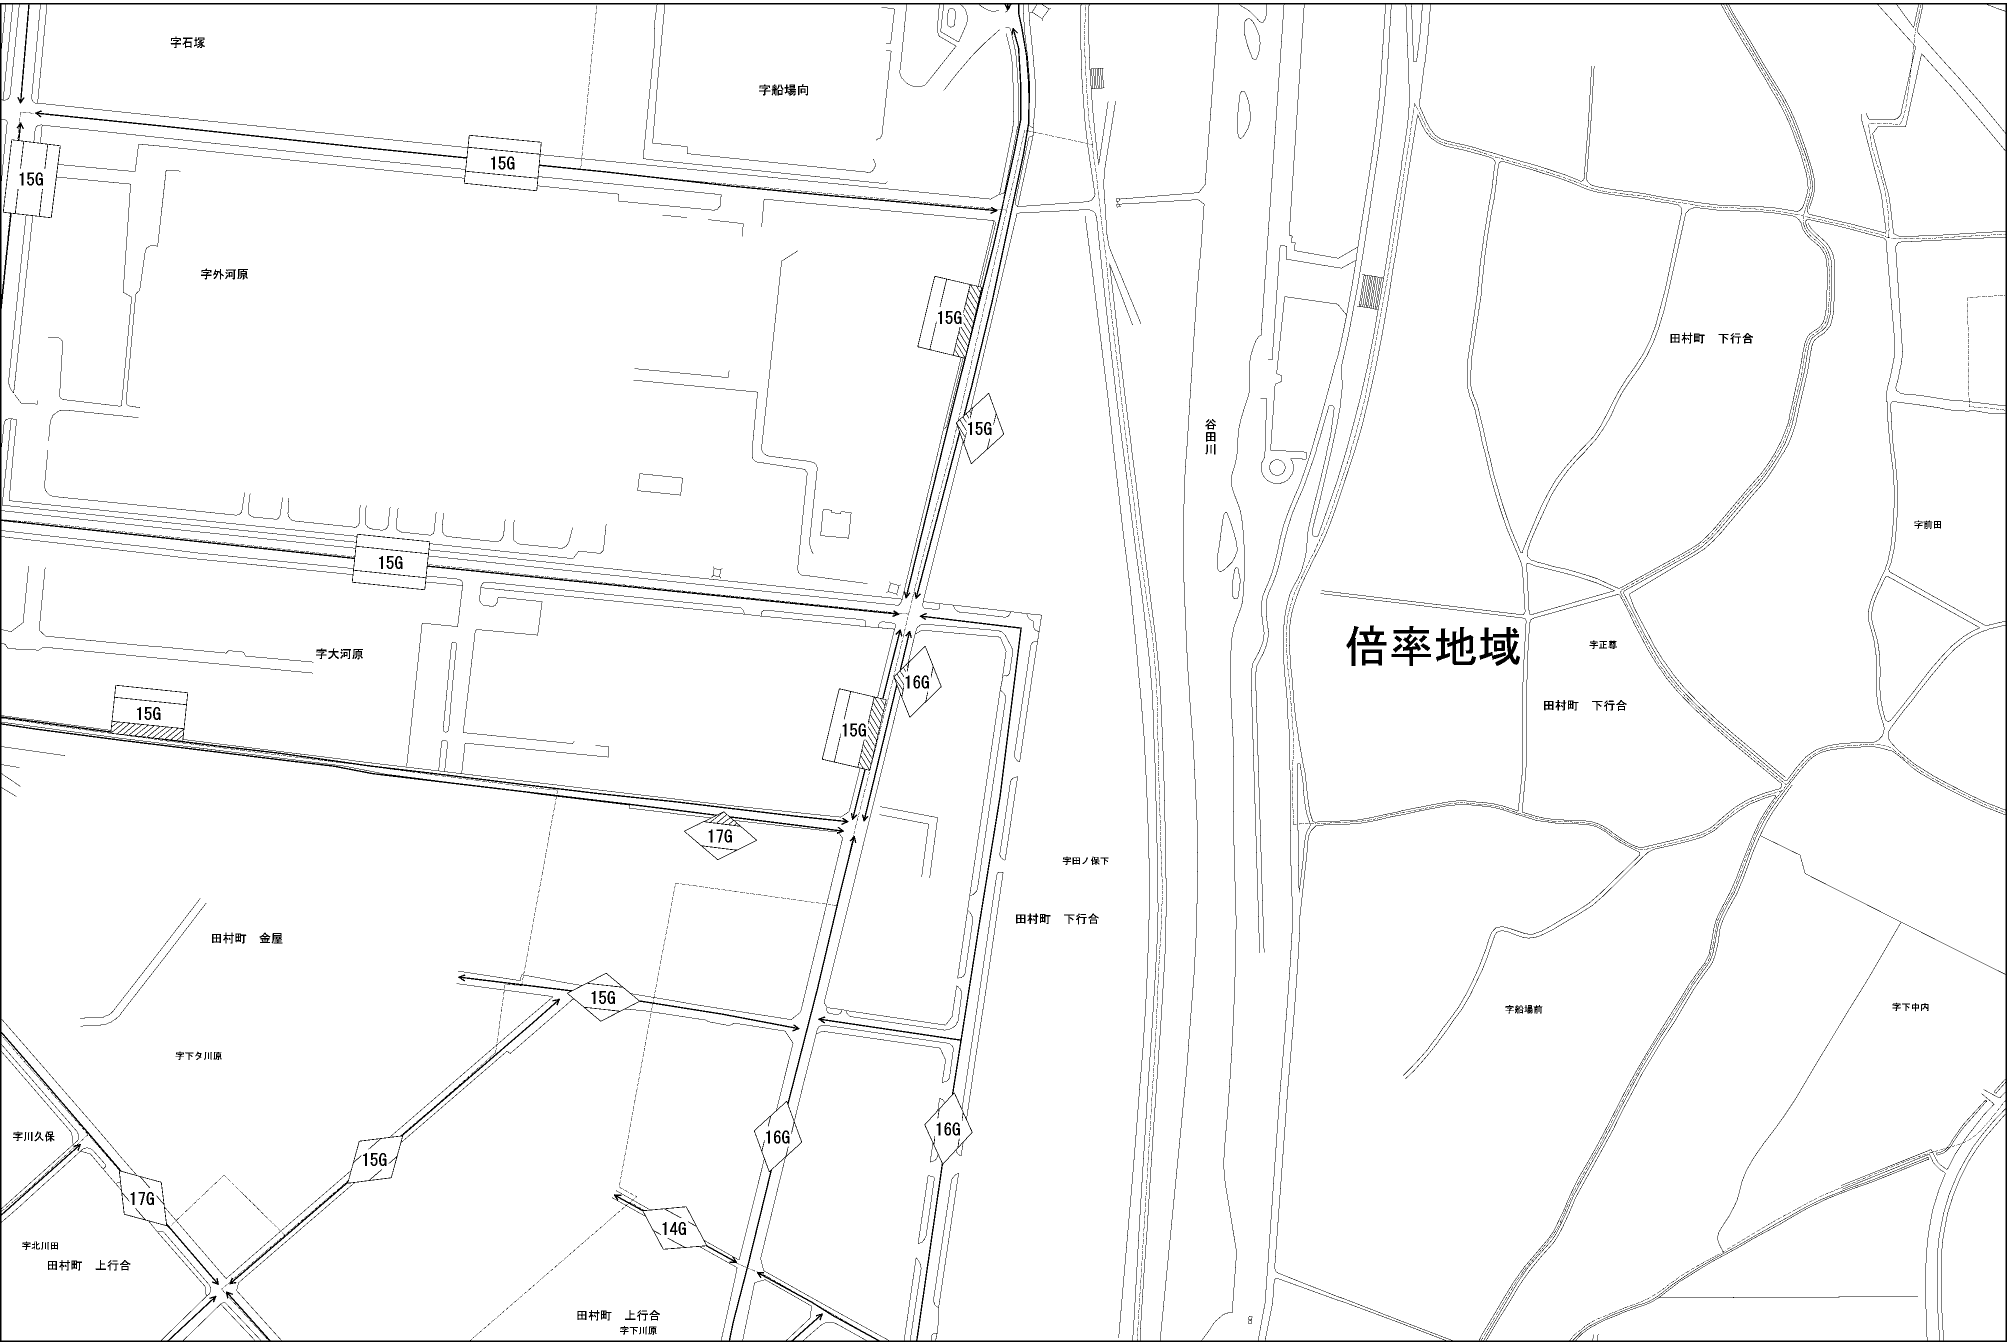 字石塚
字船場向
15G
15G
字外河原
15G
田村町　下行合
15G
谷田川
字前田
15G
倍率地域
字正尊
字大河原
16G
田村町　下行合
15G
15G
17G
字田ノ保下
田村町　下行合
田村町　金屋
15G
字船場前
字下中内
字下タ川原
字川久保
16G
16G
15G
17G
14G
字北川田
田村町　上行合
田村町　上行合
字下川原